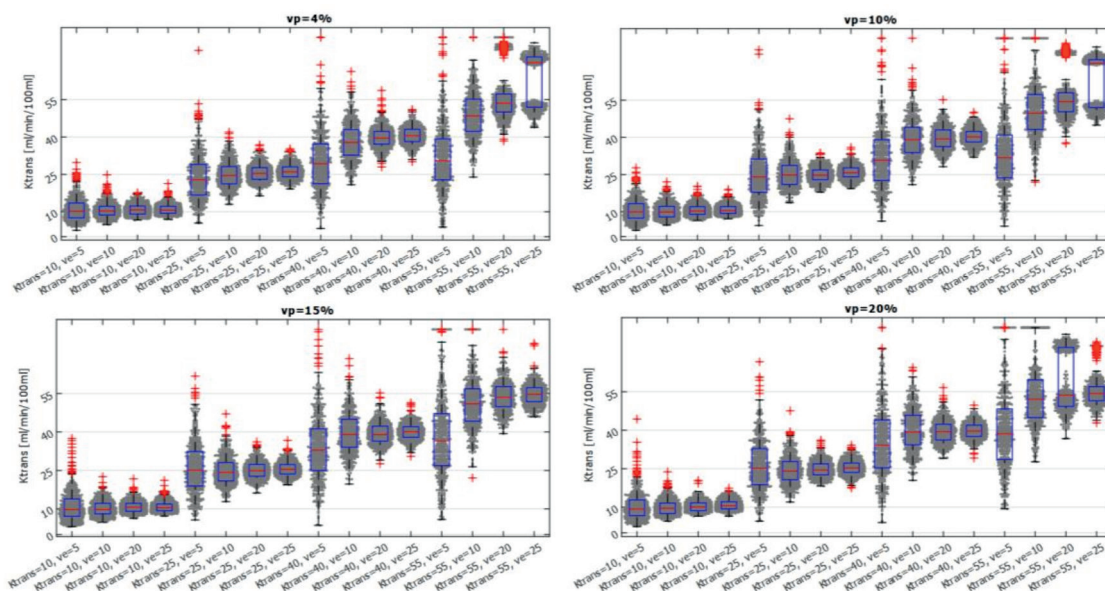 vp=4%
Ktrans [ml/min/100ml]
55
40
25
10
0
Ktrans=10, ve=5
Ktrans=10, ve=10
Ktrans=10, ve=20
Ktrans=10, ve=25
Ktrans=25, ve=5
Ktrans=25, ve=10
Ktrans=25, ve=20
Ktrans=25, ve=25
Ktrans=40, ve=5
Ktrans=40, ve=10
Ktrans=40, ve=20
Ktrans=40, ve=25
Ktrans=55, ve=5
Ktrans=55, ve=10
Ktrans=55, ve=20
Ktrans=55, ve=25
vp=10%
Ktrans [ml/min/100ml]
55
40
25
10
0
Ktrans=10, ve=5
Ktrans=10, ve=10
Ktrans=10, ve=20
Ktrans=10, ve=25
Ktrans=25, ve=5
Ktrans=25, ve=10
Ktrans=25, ve=20
Ktrans=25, ve=25
Ktrans=40, ve=5
Ktrans=40, ve=10
Ktrans=40, ve=20
Ktrans=40, ve=25
Ktrans=55, ve=5
Ktrans=55, ve=10
Ktrans=55, ve=20
Ktrans=55, ve=25
vp=15%
Ktrans [ml/min/100ml]
55
40
25
10
0
Ktrans=10, ve=5
Ktrans=10, ve=10
Ktrans=10, ve=20
Ktrans=10, ve=25
Ktrans=25, ve=5
Ktrans=25, ve=10
Ktrans=25, ve=20
Ktrans=25, ve=25
Ktrans=40, ve=5
Ktrans=40, ve=10
Ktrans=40, ve=20
Ktrans=40, ve=25
Ktrans=55, ve=5
Ktrans=55, ve=10
Ktrans=55, ve=20
Ktrans=55, ve=25
vp=20%
Ktrans [ml/min/100ml]
55
40
25
10
0
Ktrans=10, ve=5
Ktrans=10, ve=10
Ktrans=10, ve=20
Ktrans=10, ve=25
Ktrans=25, ve=5
Ktrans=25, ve=10
Ktrans=25, ve=20
Ktrans=25, ve=25
Ktrans=40, ve=5
Ktrans=40, ve=10
Ktrans=40, ve=20
Ktrans=40, ve=25
Ktrans=55, ve=5
Ktrans=55, ve=10
Ktrans=55, ve=20
Ktrans=55, ve=25